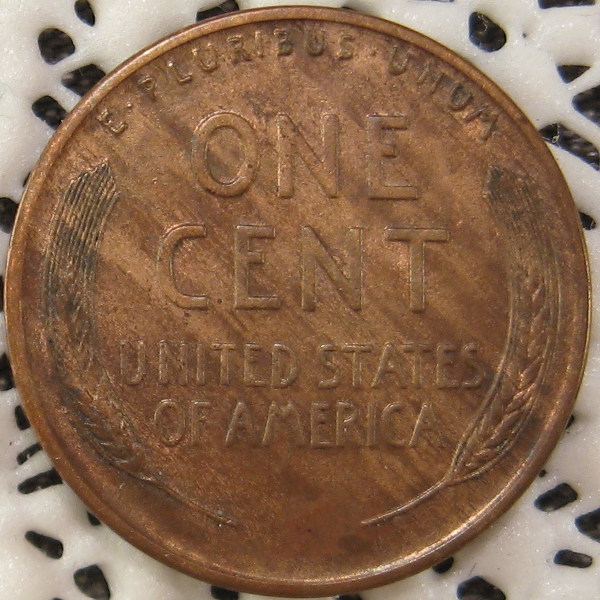 E·PLURIBUS·UNUM
ONE
CENT
UNITED STATES
OF AMERICA